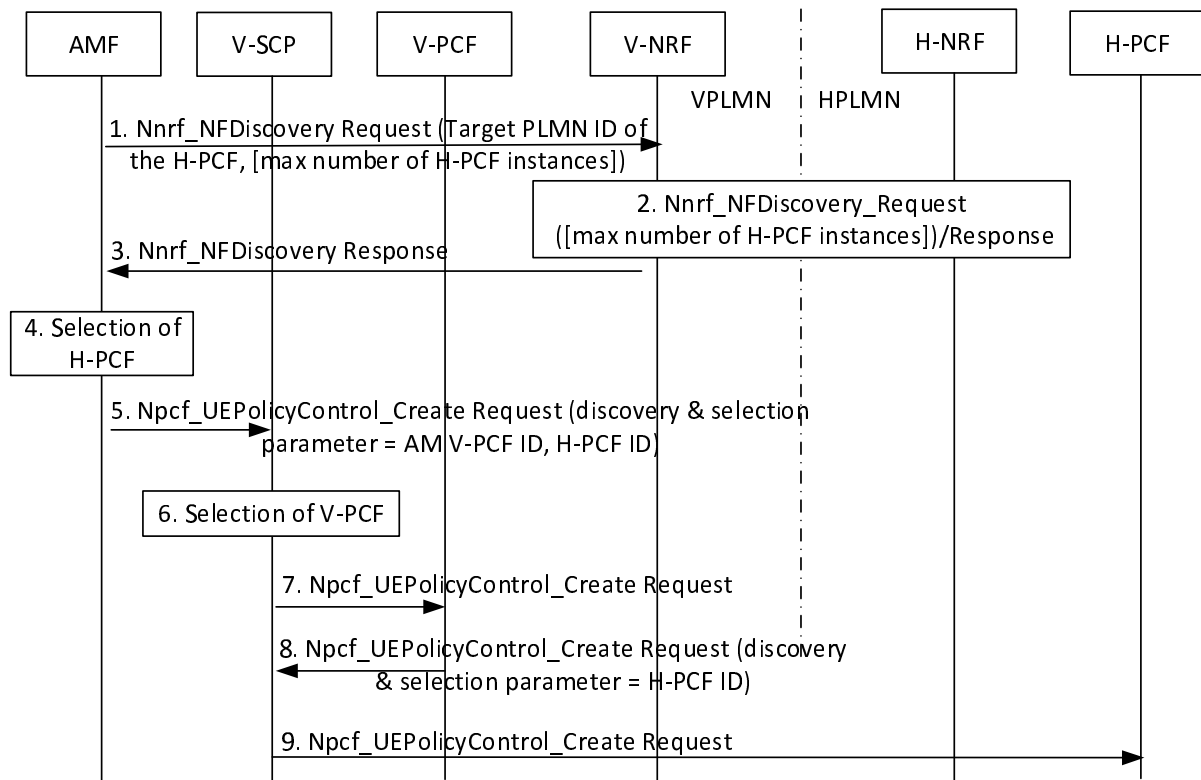 AMF
V-SCP
V-PCF
V-NRF
H-NRF
H-PCF
VPLMN
HPLMN
1. Nnrf_NFDiscovery Request (Target PLMN ID of
the H-PCF, [max number of H-PCF instances])
2. Nnrf_NFDiscovery_Request
([max number of H-PCF instances])/Response
3. Nnrf_NFDiscovery Response
4. Selection of
H-PCF
5. Npcf_UEPolicyControl_Create Request (discovery & selection
parameter = AM V-PCF ID, H-PCF ID)
6. Selection of V-PCF
7. Npcf_UEPolicyControl_Create Request
8. Npcf_UEPolicyControl_Create Request (discovery
& selection parameter = H-PCF ID)
9. Npcf_UEPolicyControl_Create Request